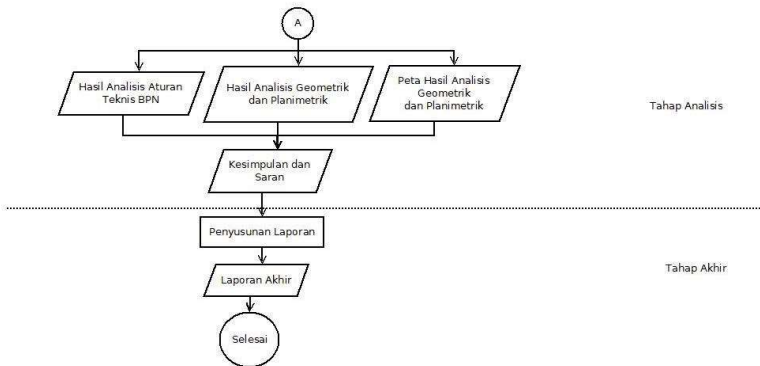 A
Hasil Analisis Aturan
Teknis BPN
Hasil Analisis Geometrik
dan Planimetrik
Peta Hasil Analisis
Geometrik
dan Planimetrik
Tahap Analisis
Kesimpulan dan
Saran
Penyusunan Laporan
Laporan Akhir
Tahap Akhir
Selesai